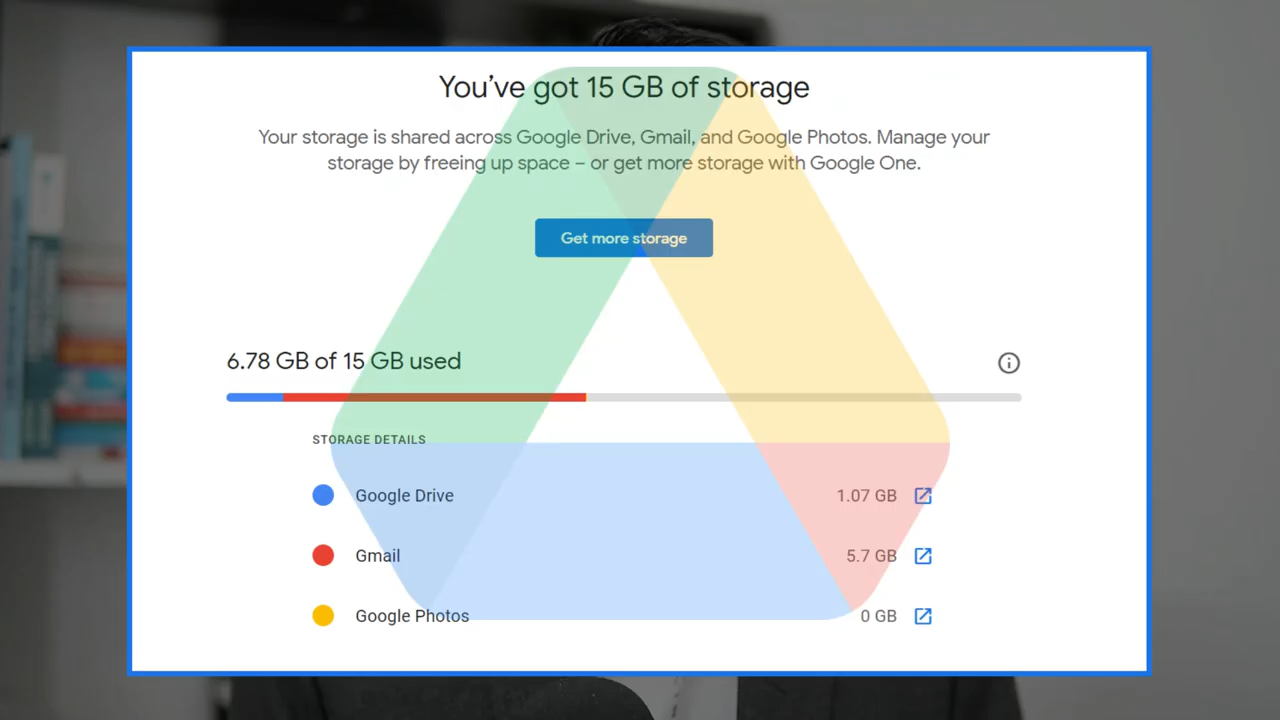 You’ve got 15 GB of storage
Your storage is shared across Google Drive, Gmail, and Google Photos. Manage your
storage by freeing up space – or get more storage with Google One.
Get more storage
6.78 GB of 15 GB used
STORAGE DETAILS
Google Drive 1.07 GB
Gmail 5.7 GB
Google Photos 0 GB